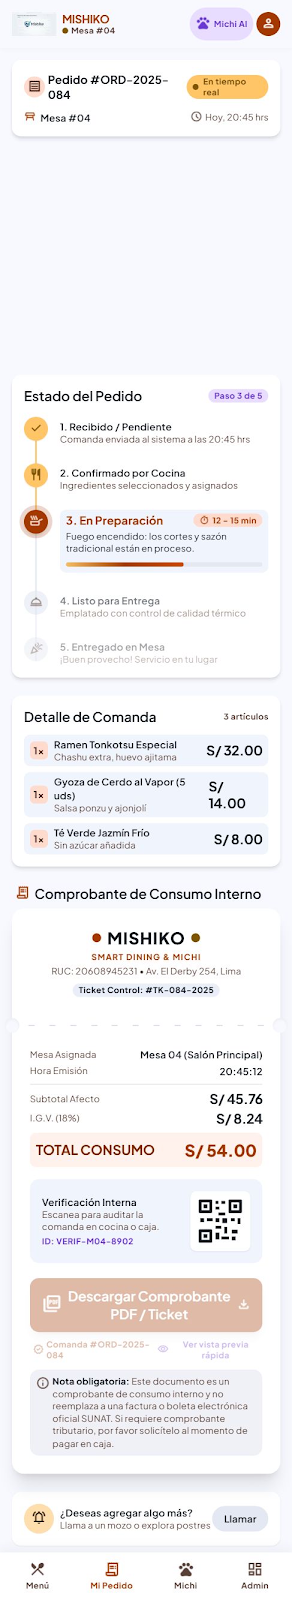 MISHIKO
Mesa #04
Michi AI
Pedido #ORD-2025-
084
En tiempo
real
Mesa #04
Hoy, 20:45 hrs
Estado del Pedido
Paso 3 de 5
1. Recibido / Pendiente
Comanda enviada al sistema a las 20:45 hrs
2. Confirmado por Cocina
Ingredientes seleccionados y asignados
3. En Preparación
12 – 15 min
Fuego encendido: los cortes y sazón
tradicional están en proceso.
4. Listo para Entrega
Emplatado con control de calidad térmico
5. Entregado en Mesa
¡Buen provecho! Servicio en tu lugar
Detalle de Comanda
3 artículos
1×
Ramen Tonkotsu Especial
Chashu extra, huevo ajitama
S/ 32.00
1×
Gyoza de Cerdo al Vapor (5
uds)
Salsa ponzu y ajonjolí
S/
14.00
1×
Té Verde Jazmín Frío
Sin azúcar añadida
S/ 8.00
Comprobante de Consumo Interno
MISHIKO
SMART DINING & MICHI
RUC: 20608945231 • Av. El Derby 254, Lima
Ticket Control: #TK-084-2025
Mesa Asignada
Mesa 04 (Salón Principal)
Hora Emisión
20:45:12
Subtotal Afecto
S/ 45.76
I.G.V. (18%)
S/ 8.24
TOTAL CONSUMO
S/ 54.00
Verificación Interna
Escanea para auditar la
comanda en cocina o caja.
ID: VERIF-M04-8902
Descargar Comprobante
PDF / Ticket
Comanda #ORD-2025-
084
Ver vista previa
rápida
Nota obligatoria: Este documento es un
comprobante de consumo interno y no
reemplaza a una factura o boleta electrónica
oficial SUNAT. Si requiere comprobante
tributario, por favor solicítelo al momento de
pagar en caja.
¿Deseas agregar algo más?
Llama a un mozo o explora postres
Llamar
Menú
Mi Pedido
Michi
Admin